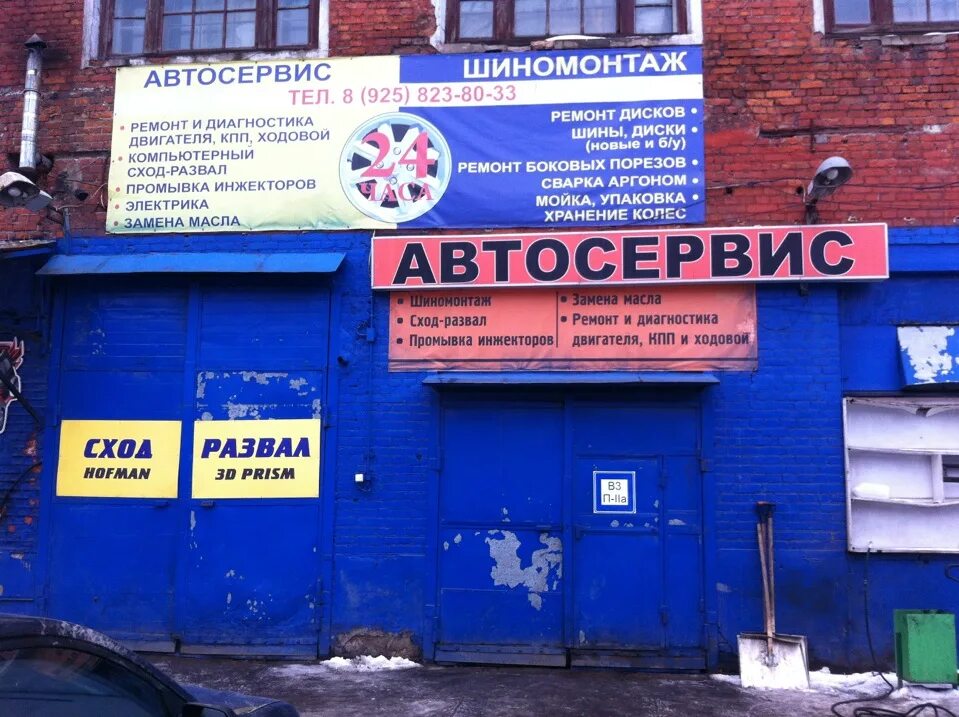 АВТОСЕРВИС
ШИНОМОНТАЖ
ТЕЛ. 8 (925) 823-80-33
• РЕМОНТ И ДИАГНОСТИКА
ДВИГАТЕЛЯ, КПП, ХОДОВОЙ
• КОМПЬЮТЕРНЫЙ
СХОД-РАЗВАЛ
• ПРОМЫВКА ИНЖЕКТОРОВ
• ЭЛЕКТРИКА
• ЗАМЕНА МАСЛА
24
ЧАСА
РЕМОНТ ДИСКОВ •
ШИНЫ, ДИСКИ •
(новые и б/у)
РЕМОНТ БОКОВЫХ ПОРЕЗОВ •
СВАРКА АРГОНОМ •
МОЙКА, УПАКОВКА •
ХРАНЕНИЕ КОЛЕС
АВТОСЕРВИС
• Шиномонтаж
• Сход-развал
• Промывка инжекторов
• Замена масла
• Ремонт и диагностика
двигателя, КПП и ходовой
СХОД
HOFMAN
РАЗВАЛ
3D PRISM
В3
П-IIа